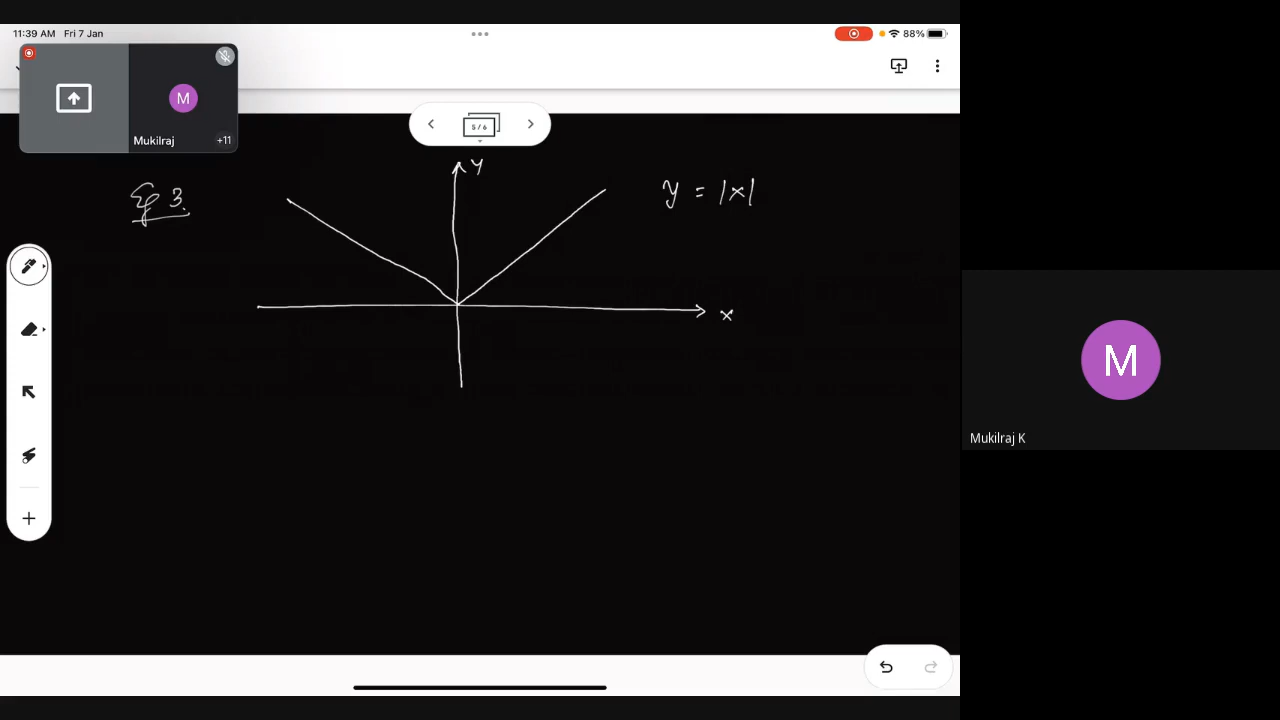 11:39 AM Fri 7 Jan
88%
M
Mukilraj
+11
5 / 6
Eg 3.
y
y = |x|
x
M
Mukilraj K